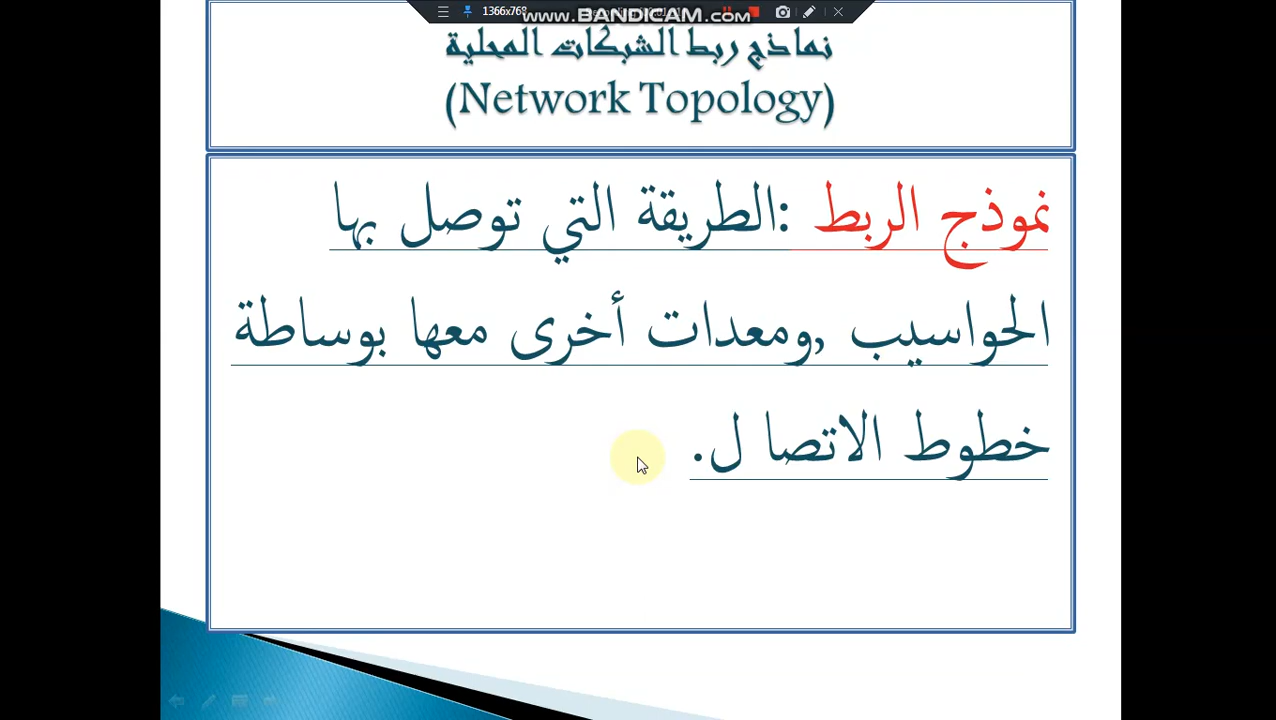 1366x768
www.BANDICAM.com
نماذج ربط الشبكات المحلية
(Network Topology)
نموذج الربط :الطريقة التي توصل بها
الحواسيب ,ومعدات أخرى معها بوساطة
خطوط الاتصا ل.